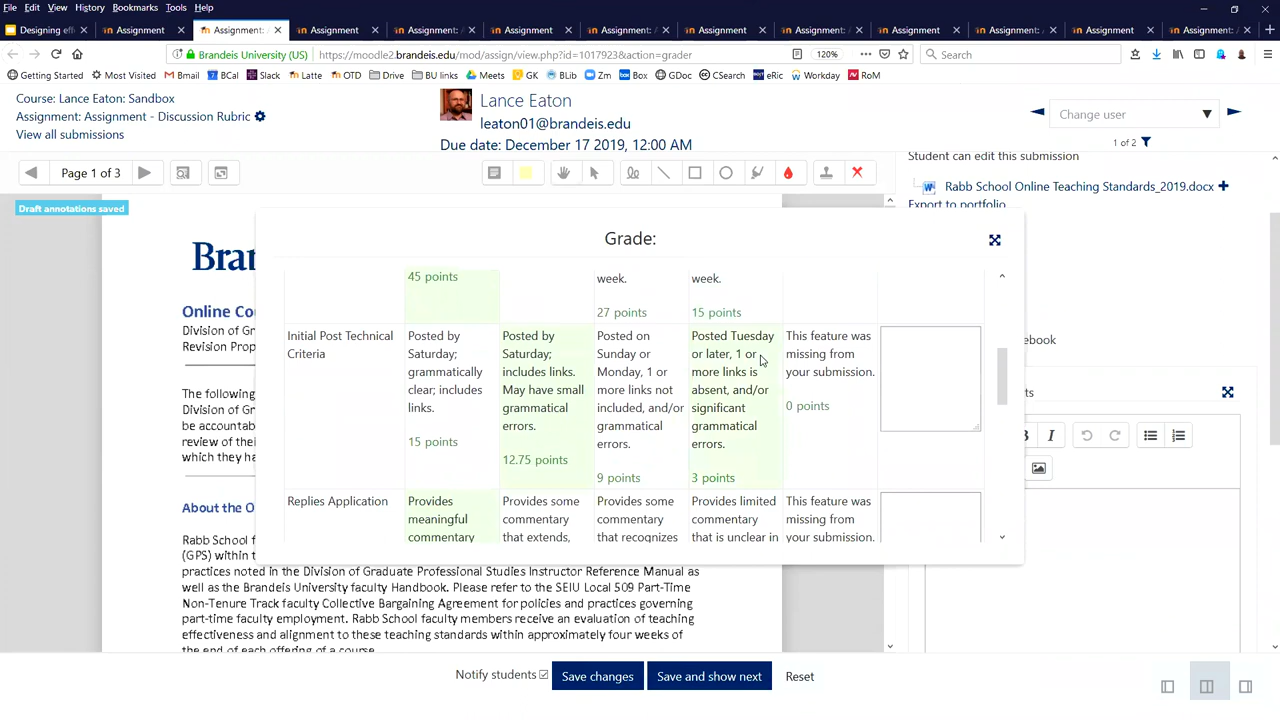 File Edit View History Bookmarks Tools Help
Designing eff
Assignment
Assignment:
Assignment
Assignment: A
Assignment
Assignment: /
Assignment
Assignment: /
Assignment
Assignment: A
Assignment
Assignment: A
Brandeis University (US) https://moodle2.brandeis.edu/mod/assign/view.php?id=1017923&action=grader 120% Search
Getting Started Most Visited Bmail BCal Slack Latte OTD Drive BU links Meets GK BLib Zm Box GDoc CSearch eRic Workday RoM
Course: Lance Eaton: Sandbox
Assignment: Assignment - Discussion Rubric
View all submissions
Lance Eaton
leaton01@brandeis.edu
Due date: December 17 2019, 12:00 AM
Change user
1 of 2
Page 1 of 3
Draft annotations saved
Student can edit this submission
Rabb School Online Teaching Standards_2019.docx
Export to portfolio
Bran
Online Co
Division of Gr
Revision Prop
The following
Division of Gr
be accountab
review of thei
which they ha
About the O
Rabb School f
(GPS) within t
practices noted in the Division of Graduate Professional Studies Instructor Reference Manual as
well as the Brandeis University faculty Handbook. Please refer to the SEIU Local 509 Part-Time
Non-Tenure Track faculty Collective Bargaining Agreement for policies and practices governing
part-time faculty employment. Rabb School faculty members receive an evaluation of teaching
effectiveness and alignment to these teaching standards within approximately four weeks of
the end of each offering of a course.
Grade:
45 points
week.
27 points
week.
15 points
Initial Post Technical
Criteria
Posted by
Saturday;
grammatically
clear; includes
links.
15 points
Posted by
Saturday;
includes links.
May have small
grammatical
errors.
12.75 points
Posted on
Sunday or
Monday, 1 or
more links not
included, and/or
grammatical
errors.
9 points
Posted Tuesday
or later, 1 or
more links is
absent, and/or
significant
grammatical
errors.
3 points
This feature was
missing from
your submission.
0 points
Replies Application
Provides
meaningful
commentary
Provides some
commentary
that extends,
Provides some
commentary
that recognizes
Provides limited
commentary
that is unclear in
This feature was
missing from
your submission.
ebook
ts
B I
Notify students Save changes Save and show next Reset